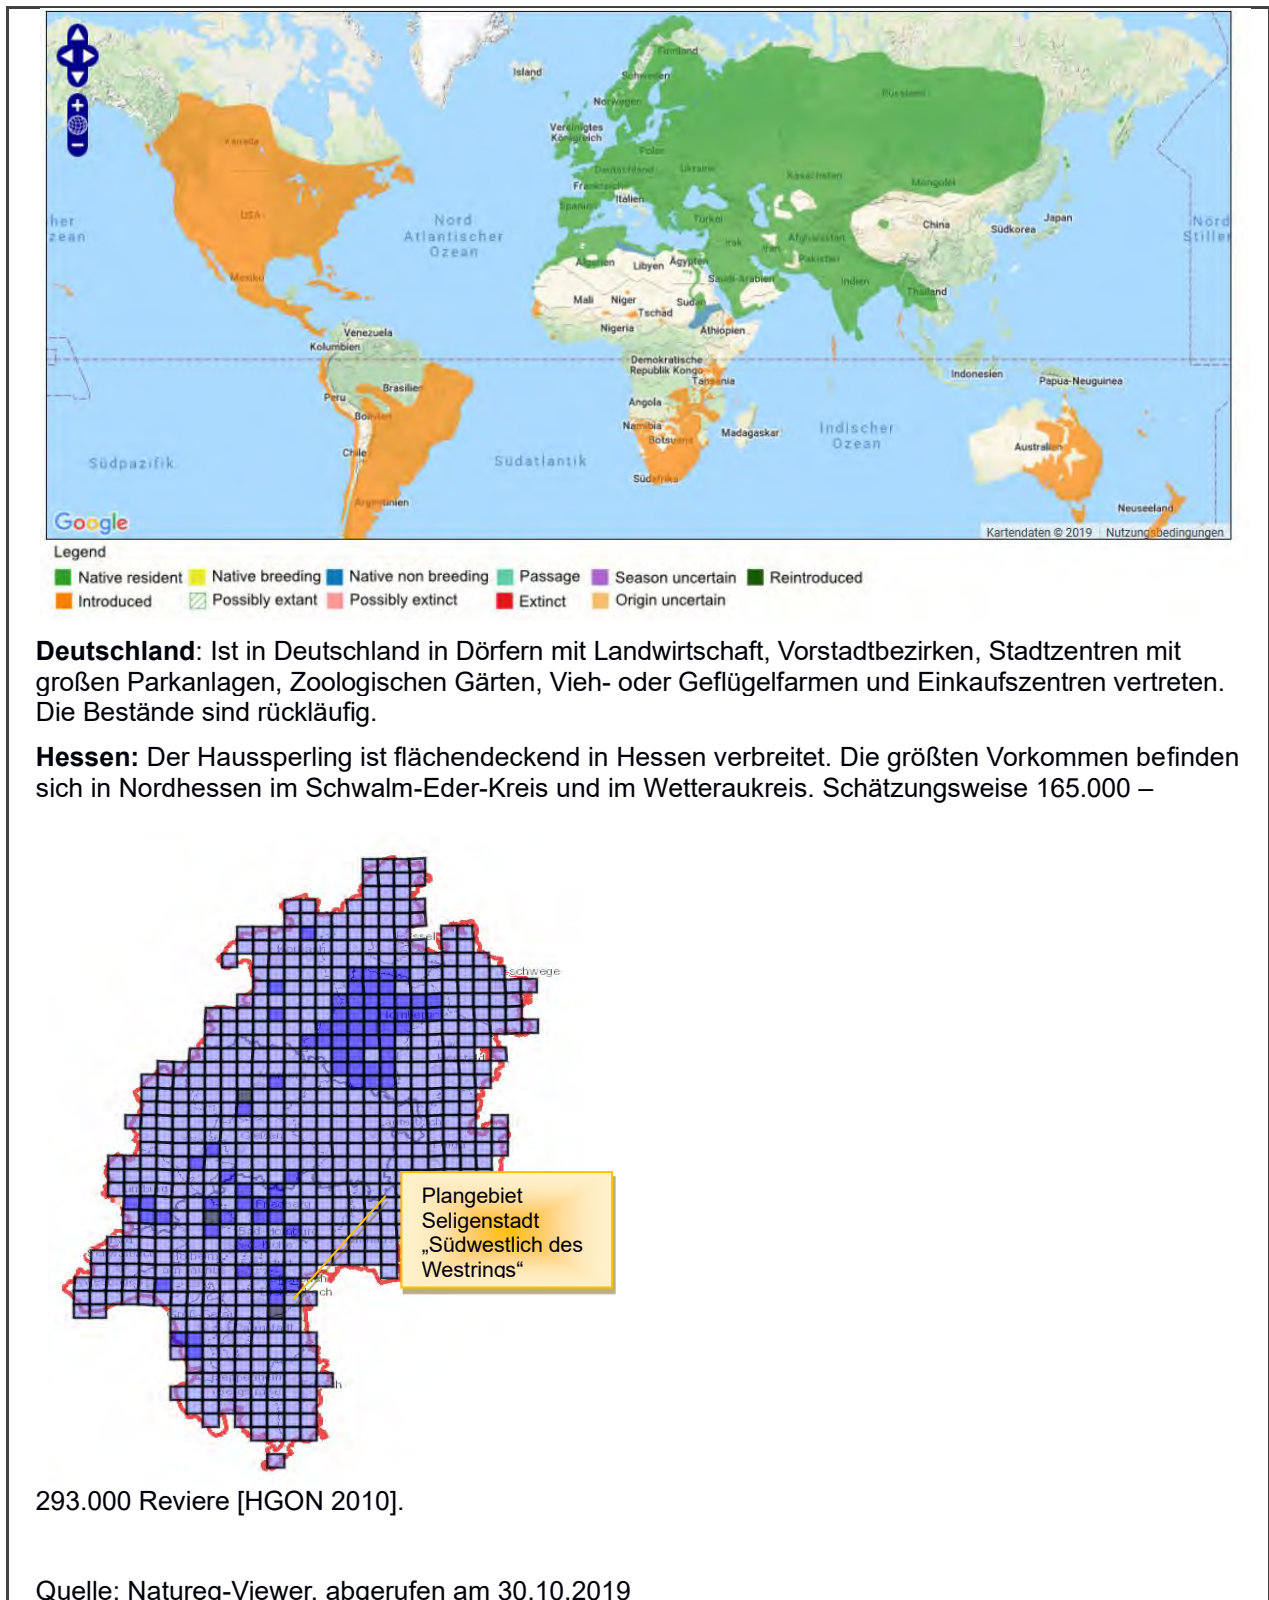 Island
Finnland
Schweden
Norwegen
Russland
Vereinigtes
Königreich
Kanada
Polen
Deutschland
Ukraine
Kasachstan
Mongolei
Frankreich
Italien
Spanien
USA
Türkei
China
Japan
Südkorea
Nord
Atlantischer
Ozean
her
zean
Nord
Stiller
Irak
Iran
Afghanistan
Pakistan
Algerien
Libyen
Ägypten
Saudi-Arabien
Indien
Thailand
Mexiko
Mali
Niger
Sudan
Tschad
Nigeria
Äthiopien
Venezuela
Kolumbien
Demokratische
Republik Kongo
Tansania
Indonesien
Papua-Neuguinea
Brasilien
Peru
Angola
Bolivien
Namibia
Botsuana
Madagaskar
Indischer
Ozean
Australien
Chile
Südpazifik
Südatlantik
Südafrika
Argentinien
Neuseeland
Google
Kartendaten © 2019 Nutzungsbedingungen
Legend
Native resident Native breeding Native non breeding Passage Season uncertain Reintroduced
Introduced Possibly extant Possibly extinct Extinct Origin uncertain
Deutschland: Ist in Deutschland in Dörfern mit Landwirtschaft, Vorstadtbezirken, Stadtzentren mit
großen Parkanlagen, Zoologischen Gärten, Vieh- oder Geflügelfarmen und Einkaufszentren vertreten.
Die Bestände sind rückläufig.
Hessen: Der Haussperling ist flächendeckend in Hessen verbreitet. Die größten Vorkommen befinden
sich in Nordhessen im Schwalm-Eder-Kreis und im Wetteraukreis. Schätzungsweise 165.000 –
schwege
Plangebiet
Seligenstadt
„Südwestlich des
Westrings“
293.000 Reviere [HGON 2010].
Quelle: Natureg-Viewer, abgerufen am 30.10.2019